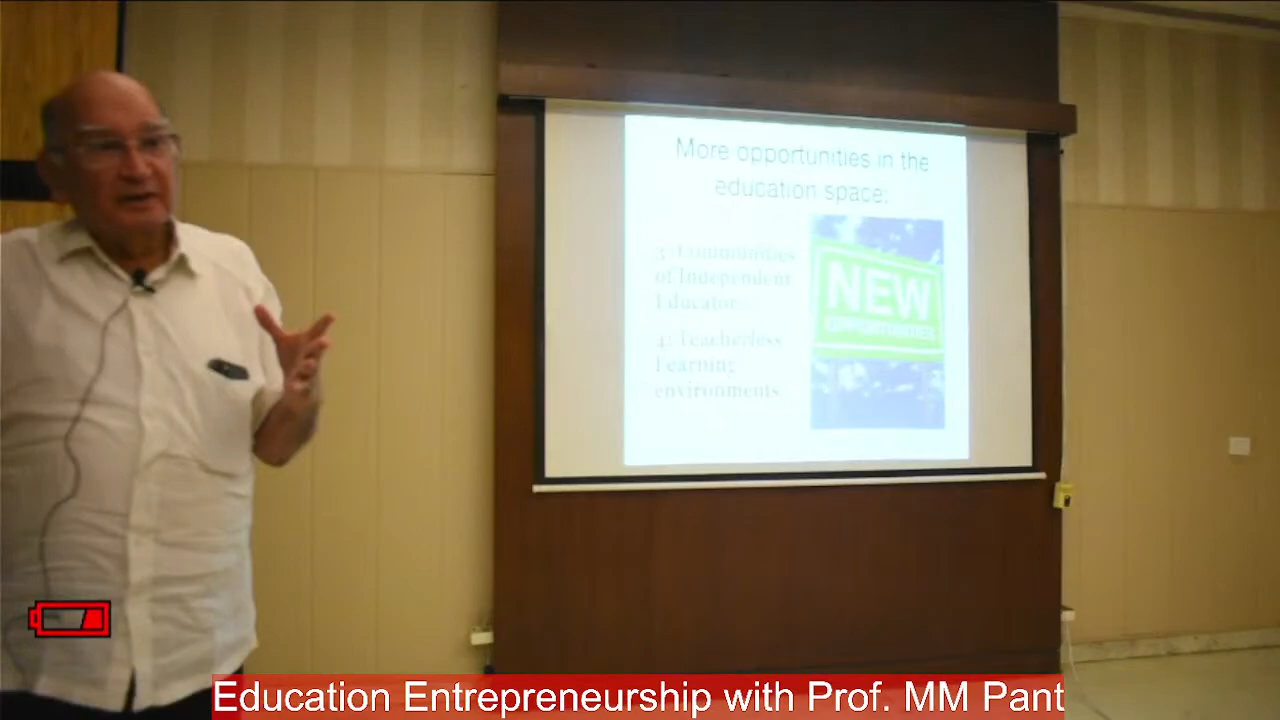 More opportunities in the
education space:
3: Communities
of Independent
Educators
4: Teacherless
Learning
environments
NEW
OPPORTUNITIES
Education Entrepreneurship with Prof. MM Pant